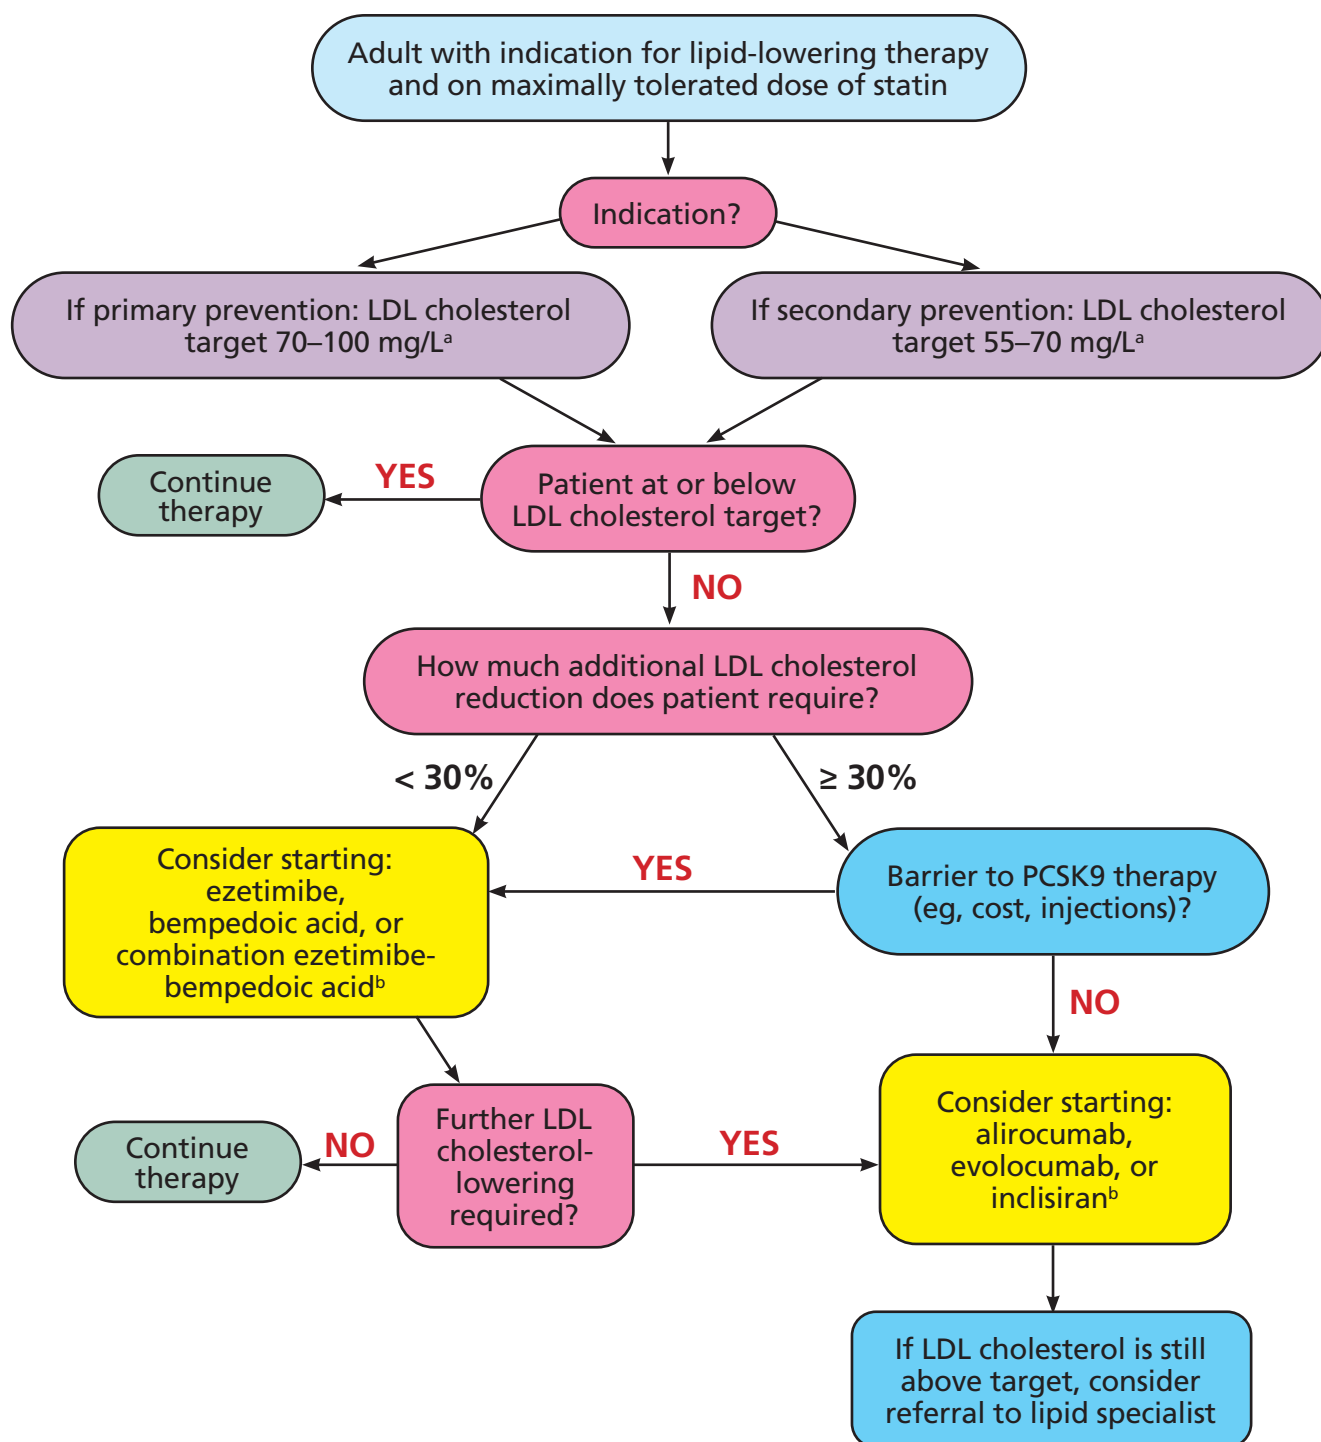 Adult with indication for lipid-lowering therapy
and on maximally tolerated dose of statin
Indication?
If primary prevention: LDL cholesterol
target 70–100 mg/Lᵃ
If secondary prevention: LDL cholesterol
target 55–70 mg/Lᵃ
Continue
therapy
YES
Patient at or below
LDL cholesterol target?
NO
How much additional LDL cholesterol
reduction does patient require?
< 30%
≥ 30%
Consider starting:
ezetimibe,
bempedoic acid, or
combination ezetimibe-
bempedoic acidᵇ
YES
Barrier to PCSK9 therapy
(eg, cost, injections)?
NO
Continue
therapy
NO
Further LDL
cholesterol-
lowering
required?
YES
Consider starting:
alirocumab,
evolocumab, or
inclisiranᵇ
If LDL cholesterol is still
above target, consider
referral to lipid specialist